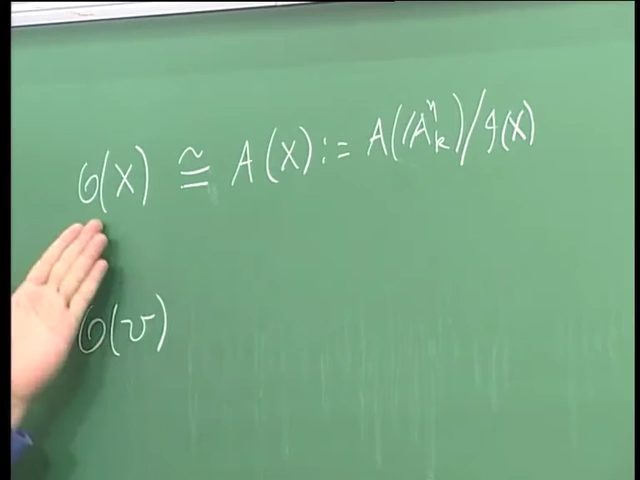 𝒪(X) ≅ A(X) := A(𝔸ⁿₖ)/𝓘(X)
𝒪(v)